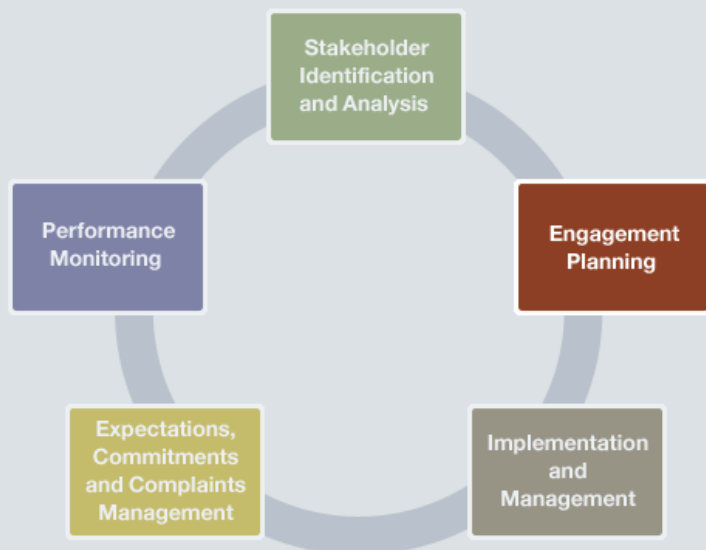 Stakeholder
Identification
and Analysis
Performance
Monitoring
Engagement
Planning
Expectations,
Commitments
and Complaints
Management
Implementation
and
Management